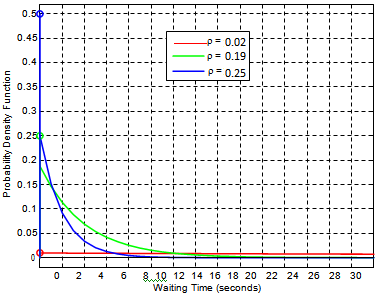 0.5
0.45
0.4
0.35
0.3
0.25
0.2
0.15
0.1
0.05
0
Probability Density Function
ρ = 0.02
ρ = 0.19
ρ = 0.25
0 2 4 6 8 10 12 14 16 18 20 22 24 26 28 30
Waiting Time (seconds)